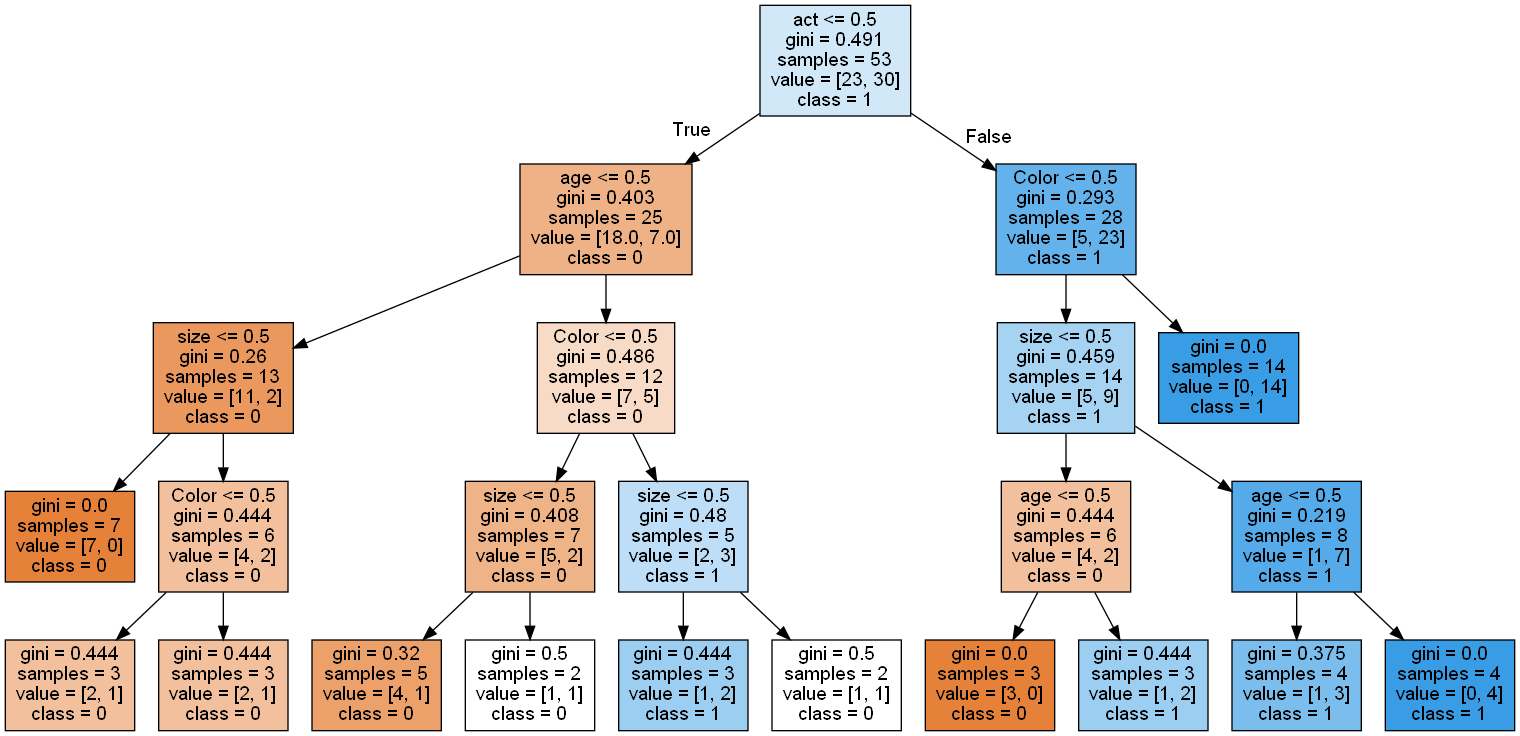 act <= 0.5
gini = 0.491
samples = 53
value = [23, 30]
class = 1
True
False
age <= 0.5
gini = 0.403
samples = 25
value = [18.0, 7.0]
class = 0
Color <= 0.5
gini = 0.293
samples = 28
value = [5, 23]
class = 1
size <= 0.5
gini = 0.26
samples = 13
value = [11, 2]
class = 0
Color <= 0.5
gini = 0.486
samples = 12
value = [7, 5]
class = 0
size <= 0.5
gini = 0.459
samples = 14
value = [5, 9]
class = 1
gini = 0.0
samples = 14
value = [0, 14]
class = 1
gini = 0.0
samples = 7
value = [7, 0]
class = 0
Color <= 0.5
gini = 0.444
samples = 6
value = [4, 2]
class = 0
size <= 0.5
gini = 0.408
samples = 7
value = [5, 2]
class = 0
size <= 0.5
gini = 0.48
samples = 5
value = [2, 3]
class = 1
age <= 0.5
gini = 0.444
samples = 6
value = [4, 2]
class = 0
age <= 0.5
gini = 0.219
samples = 8
value = [1, 7]
class = 1
gini = 0.444
samples = 3
value = [2, 1]
class = 0
gini = 0.444
samples = 3
value = [2, 1]
class = 0
gini = 0.32
samples = 5
value = [4, 1]
class = 0
gini = 0.5
samples = 2
value = [1, 1]
class = 0
gini = 0.444
samples = 3
value = [1, 2]
class = 1
gini = 0.5
samples = 2
value = [1, 1]
class = 0
gini = 0.0
samples = 3
value = [3, 0]
class = 0
gini = 0.444
samples = 3
value = [1, 2]
class = 1
gini = 0.375
samples = 4
value = [1, 3]
class = 1
gini = 0.0
samples = 4
value = [0, 4]
class = 1